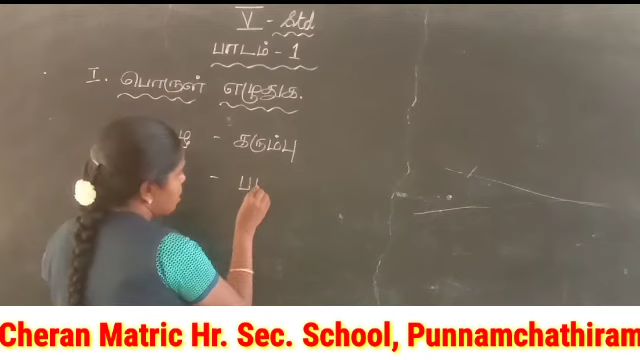 V - Std
பாடம் - 1
I. பொருள் எழுதுக.
- கரும்பு
-
Cheran Matric Hr. Sec. School, Punnamchathiram